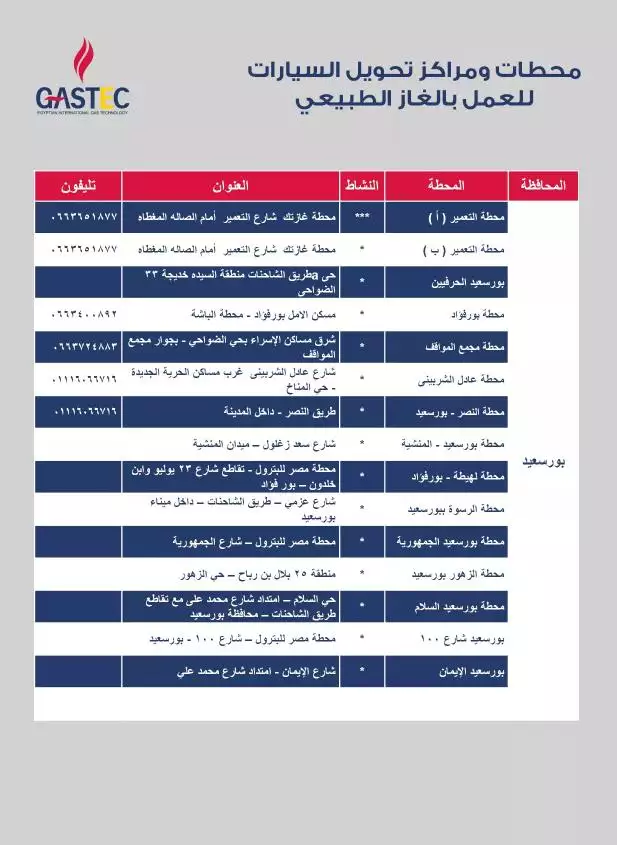 GASTEC
EGYPTIAN INTERNATIONAL GAS TECHNOLOGY
محطات ومراكز تحويل السيارات
للعمل بالغاز الطبيعي
المحافظة المحطة النشاط العنوان تليفون
بورسعيد
محطة التعمير ( أ ) *** محطة غازتك شارع التعمير أمام الصاله المغطاه ٠٦٦٣٦٥١٨٧٧
محطة التعمير ( ب ) * محطة غازتك شارع التعمير أمام الصاله المغطاه ٠٦٦٣٦٥١٨٧٧
بورسعيد الحرفيين * حى aطريق الشاحنات منطقة السيده خديجة ٣٣
الضواحى
محطة بورفؤاد * مسكن الامل بورفؤاد - محطة الباشة ٠٦٦٣٤٠٠٨٩٢
محطة مجمع المواقف * شرق مساكن الإسراء بحي الضواحي - بجوار مجمع
المواقف ٠٦٦٣٧٢٤٨٨٣
محطة عادل الشربينى * شارع عادل الشربينى غرب مساكن الحرية الجديدة
- حي المناخ ٠١١١٦٠٦٦٧١٦
محطة النصر - بورسعيد * طريق النصر - داخل المدينة ٠١١١٦٠٦٦٧١٦
محطة بورسعيد - المنشية * شارع سعد زغلول – ميدان المنشية
محطة لهيطة - بورفؤاد * محطة مصر للبترول - تقاطع شارع ٢٣ يوليو وابن
خلدون – بور فؤاد
محطة الرسوة ببورسعيد * شارع عزمي – طريق الشاحنات – داخل ميناء
بورسعيد
محطة بورسعيد الجمهورية * محطة مصر للبترول – شارع الجمهورية
محطة الزهور بورسعيد * منطقة ٢٥ بلال بن رباح – حي الزهور
محطة بورسعيد السلام * حي السلام – امتداد شارع محمد على مع تقاطع
طريق الشاحنات – محافظة بورسعيد
بورسعيد شارع ١٠٠ * محطة مصر للبترول – شارع ١٠٠ - بورسعيد
بورسعيد الإيمان * شارع الإيمان - امتداد شارع محمد علي